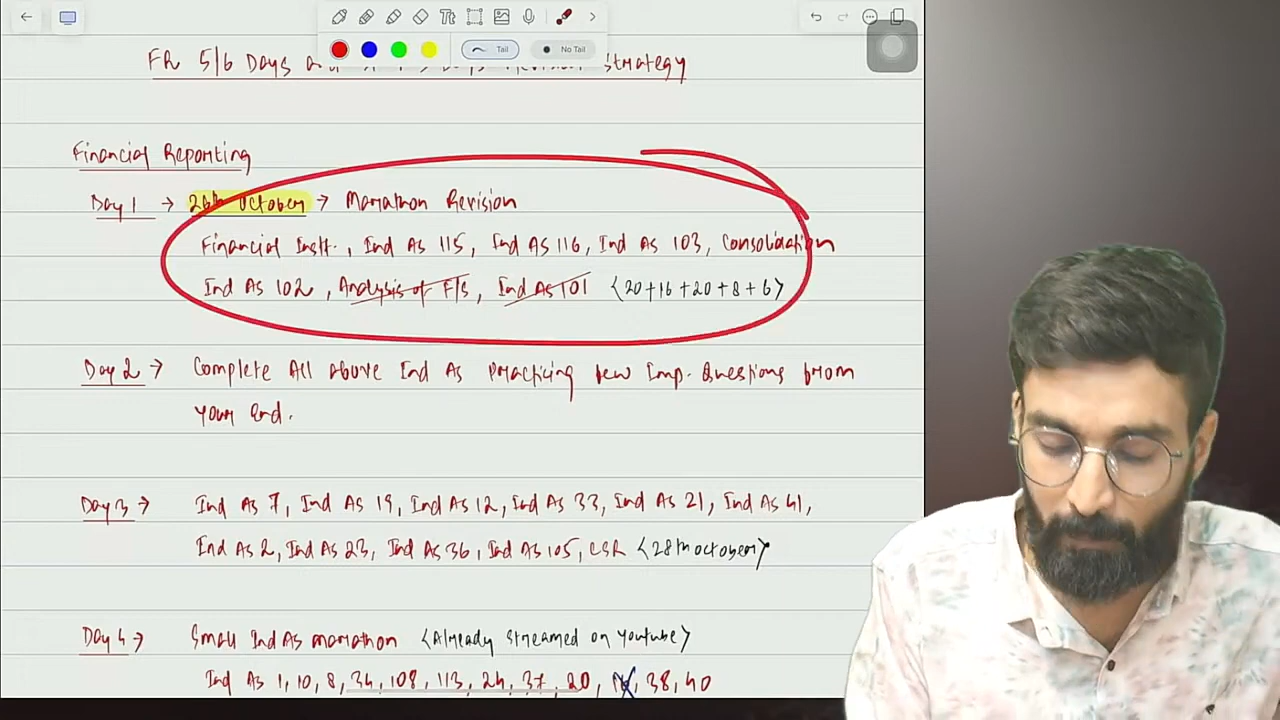 Tt
Tail
No Tail
FR 5/6 Days and Strategy
Financial Reporting
Day 1 → 26th October → Marathon Revision
Financial Instt., Ind AS 115, Ind AS 116, Ind AS 103, Consolidation
Ind AS 102, Analysis of F/s, Ind AS 101 <20+16+20+8+6>
Day 2 → Complete All above Ind AS Practicing few Imp. Questions from
your End.
Day 3 → Ind AS 7, Ind AS 19, Ind AS 12, Ind AS 33, Ind AS 21, Ind AS 41,
Ind AS 2, Ind AS 23, Ind AS 36, Ind AS 105, CSR <28th October>
Day 4 → Small Ind AS marathon <Already Streamed on Youtube>
Ind AS 1, 10, 8, 34, 108, 113, 24, 37, 20, 38, 40